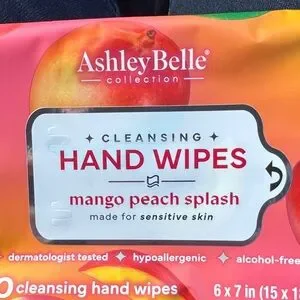 AshleyBelle®
collection
CLEANSING
HAND WIPES
mango peach splash
made for sensitive skin
dermatologist tested hypoallergenic alcohol-free
cleansing hand wipes 6 x 7 in (15 x